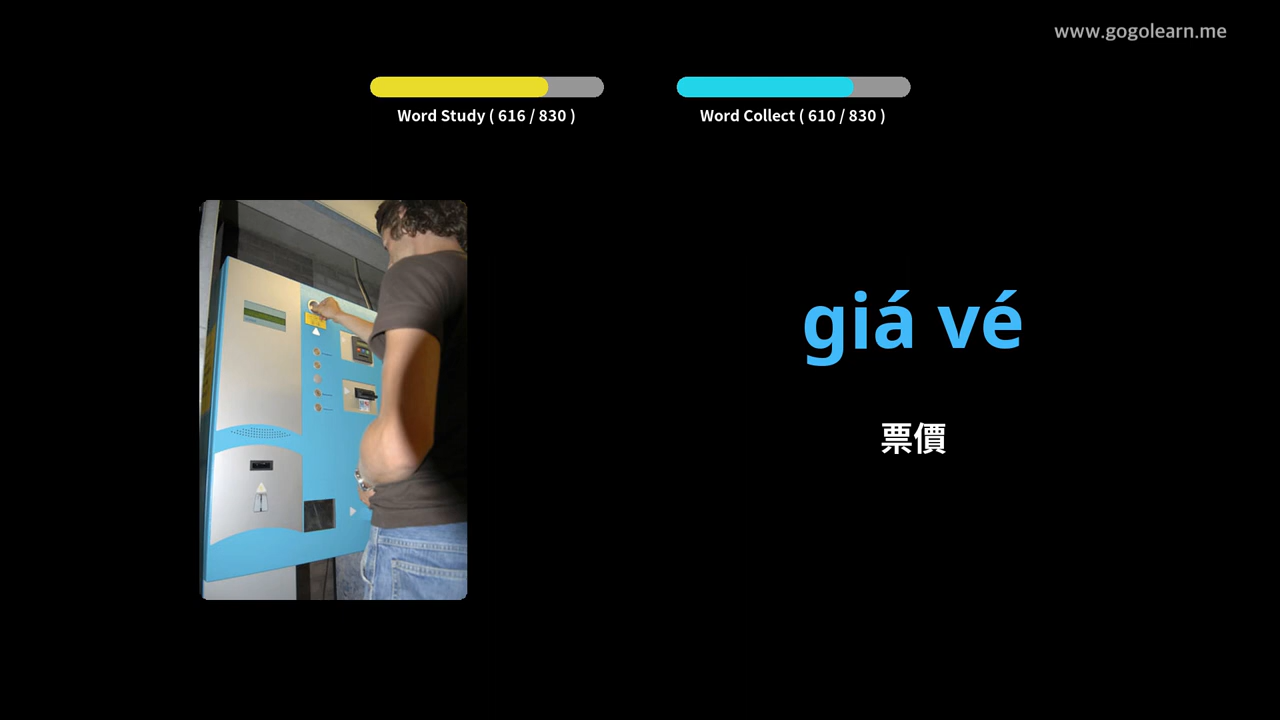 www.gogolearn.me
Word Study ( 616 / 830 )
Word Collect ( 610 / 830 )
giá vé
票價